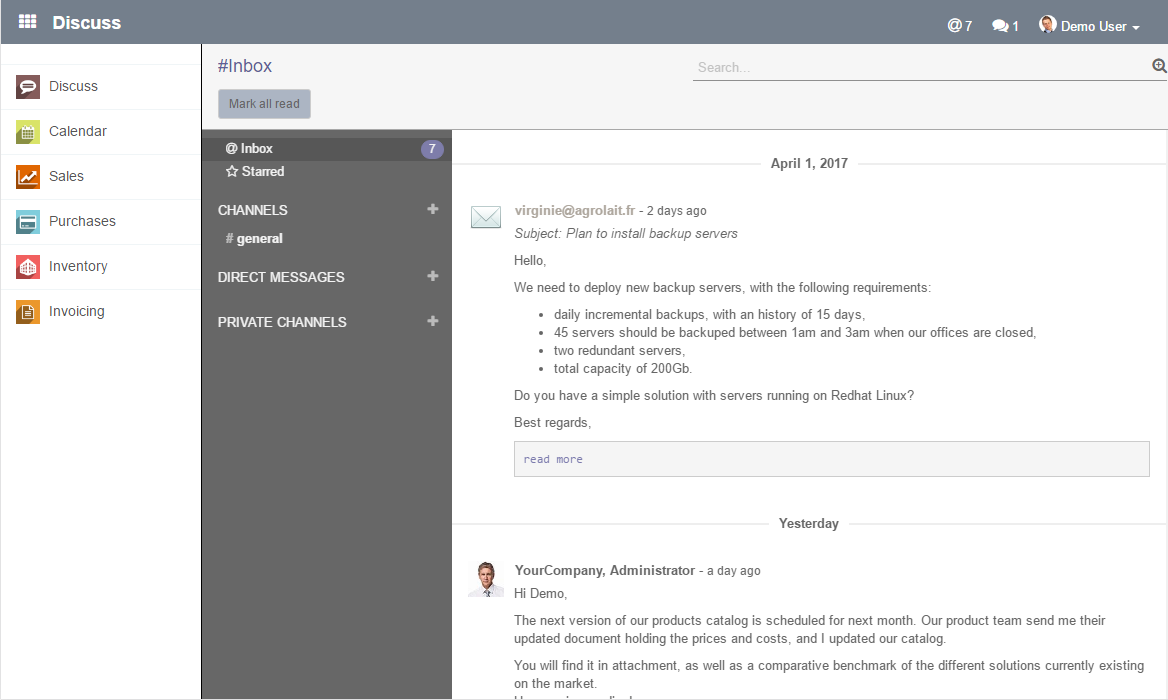 Discuss
@ 7
1
Demo User
Discuss
Calendar
Sales
Purchases
Inventory
Invoicing
#Inbox
Search...
Mark all read
@ Inbox
7
Starred
CHANNELS
# general
DIRECT MESSAGES
PRIVATE CHANNELS
April 1, 2017
virginie@agrolait.fr - 2 days ago
Subject: Plan to install backup servers
Hello,
We need to deploy new backup servers, with the following requirements:
• daily incremental backups, with an history of 15 days,
• 45 servers should be backuped between 1am and 3am when our offices are closed,
• two redundant servers,
• total capacity of 200Gb.
Do you have a simple solution with servers running on Redhat Linux?
Best regards,
read more
Yesterday
YourCompany, Administrator - a day ago
Hi Demo,
The next version of our products catalog is scheduled for next month. Our product team send me their
updated document holding the prices and costs, and I updated our catalog.
You will find it in attachment, as well as a comparative benchmark of the different solutions currently existing
on the market.